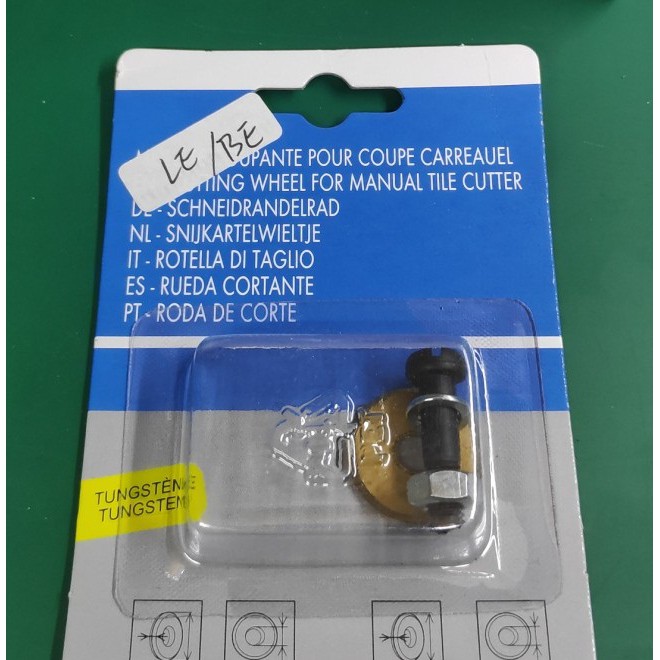 LE/BE
UPANTE POUR COUPE CARREAUEL
TING WHEEL FOR MANUAL TILE CUTTER
DE - SCHNEIDRANDELRAD
NL - SNIJKARTELWIELTJE
IT - ROTELLA DI TAGLIO
ES - RUEDA CORTANTE
PT - RODA DE CORTE
TUNGSTÈNE
TUNGSTEN